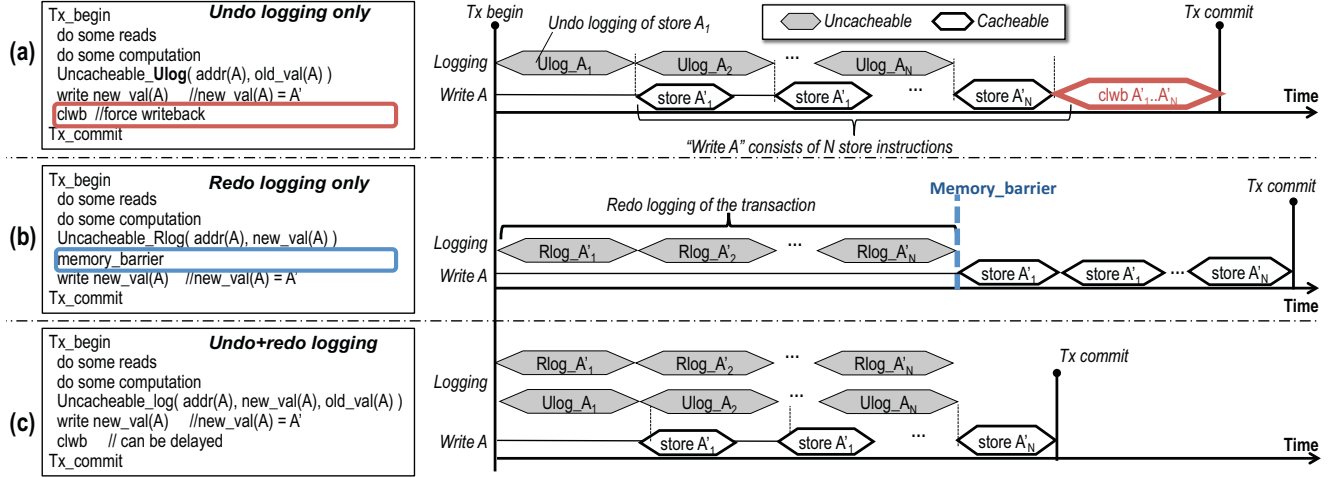 Undo logging only
Tx_begin
do some reads
do some computation
Uncacheable_Ulog( addr(A), old_val(A) )
write new_val(A) //new_val(A) = A'
clwb //force writeback
Tx_commit
(a)
Tx begin
Undo logging of store A1
Uncacheable
Cacheable
Tx commit
Logging
Ulog_A1
Ulog_A2
...
Ulog_AN
Write A
store A'1
store A'1
...
store A'N
clwb A'1..A'N
Time
"Write A" consists of N store instructions
Redo logging only
Tx_begin
do some reads
do some computation
Uncacheable_Rlog( addr(A), new_val(A) )
memory_barrier
write new_val(A) //new_val(A) = A'
Tx_commit
(b)
Redo logging of the transaction
Memory_barrier
Tx commit
Logging
Rlog_A'1
Rlog_A'2
...
Rlog_A'N
Write A
store A'1
store A'1
...
store A'N
Time
Undo+redo logging
Tx_begin
do some reads
do some computation
Uncacheable_log( addr(A), new_val(A), old_val(A) )
write new_val(A) //new_val(A) = A'
clwb // can be delayed
Tx_commit
(c)
Tx commit
Logging
Rlog_A'1
Rlog_A'2
...
Rlog_A'N
Ulog_A1
Ulog_A2
...
Ulog_AN
Write A
store A'1
store A'1
...
store A'N
Time